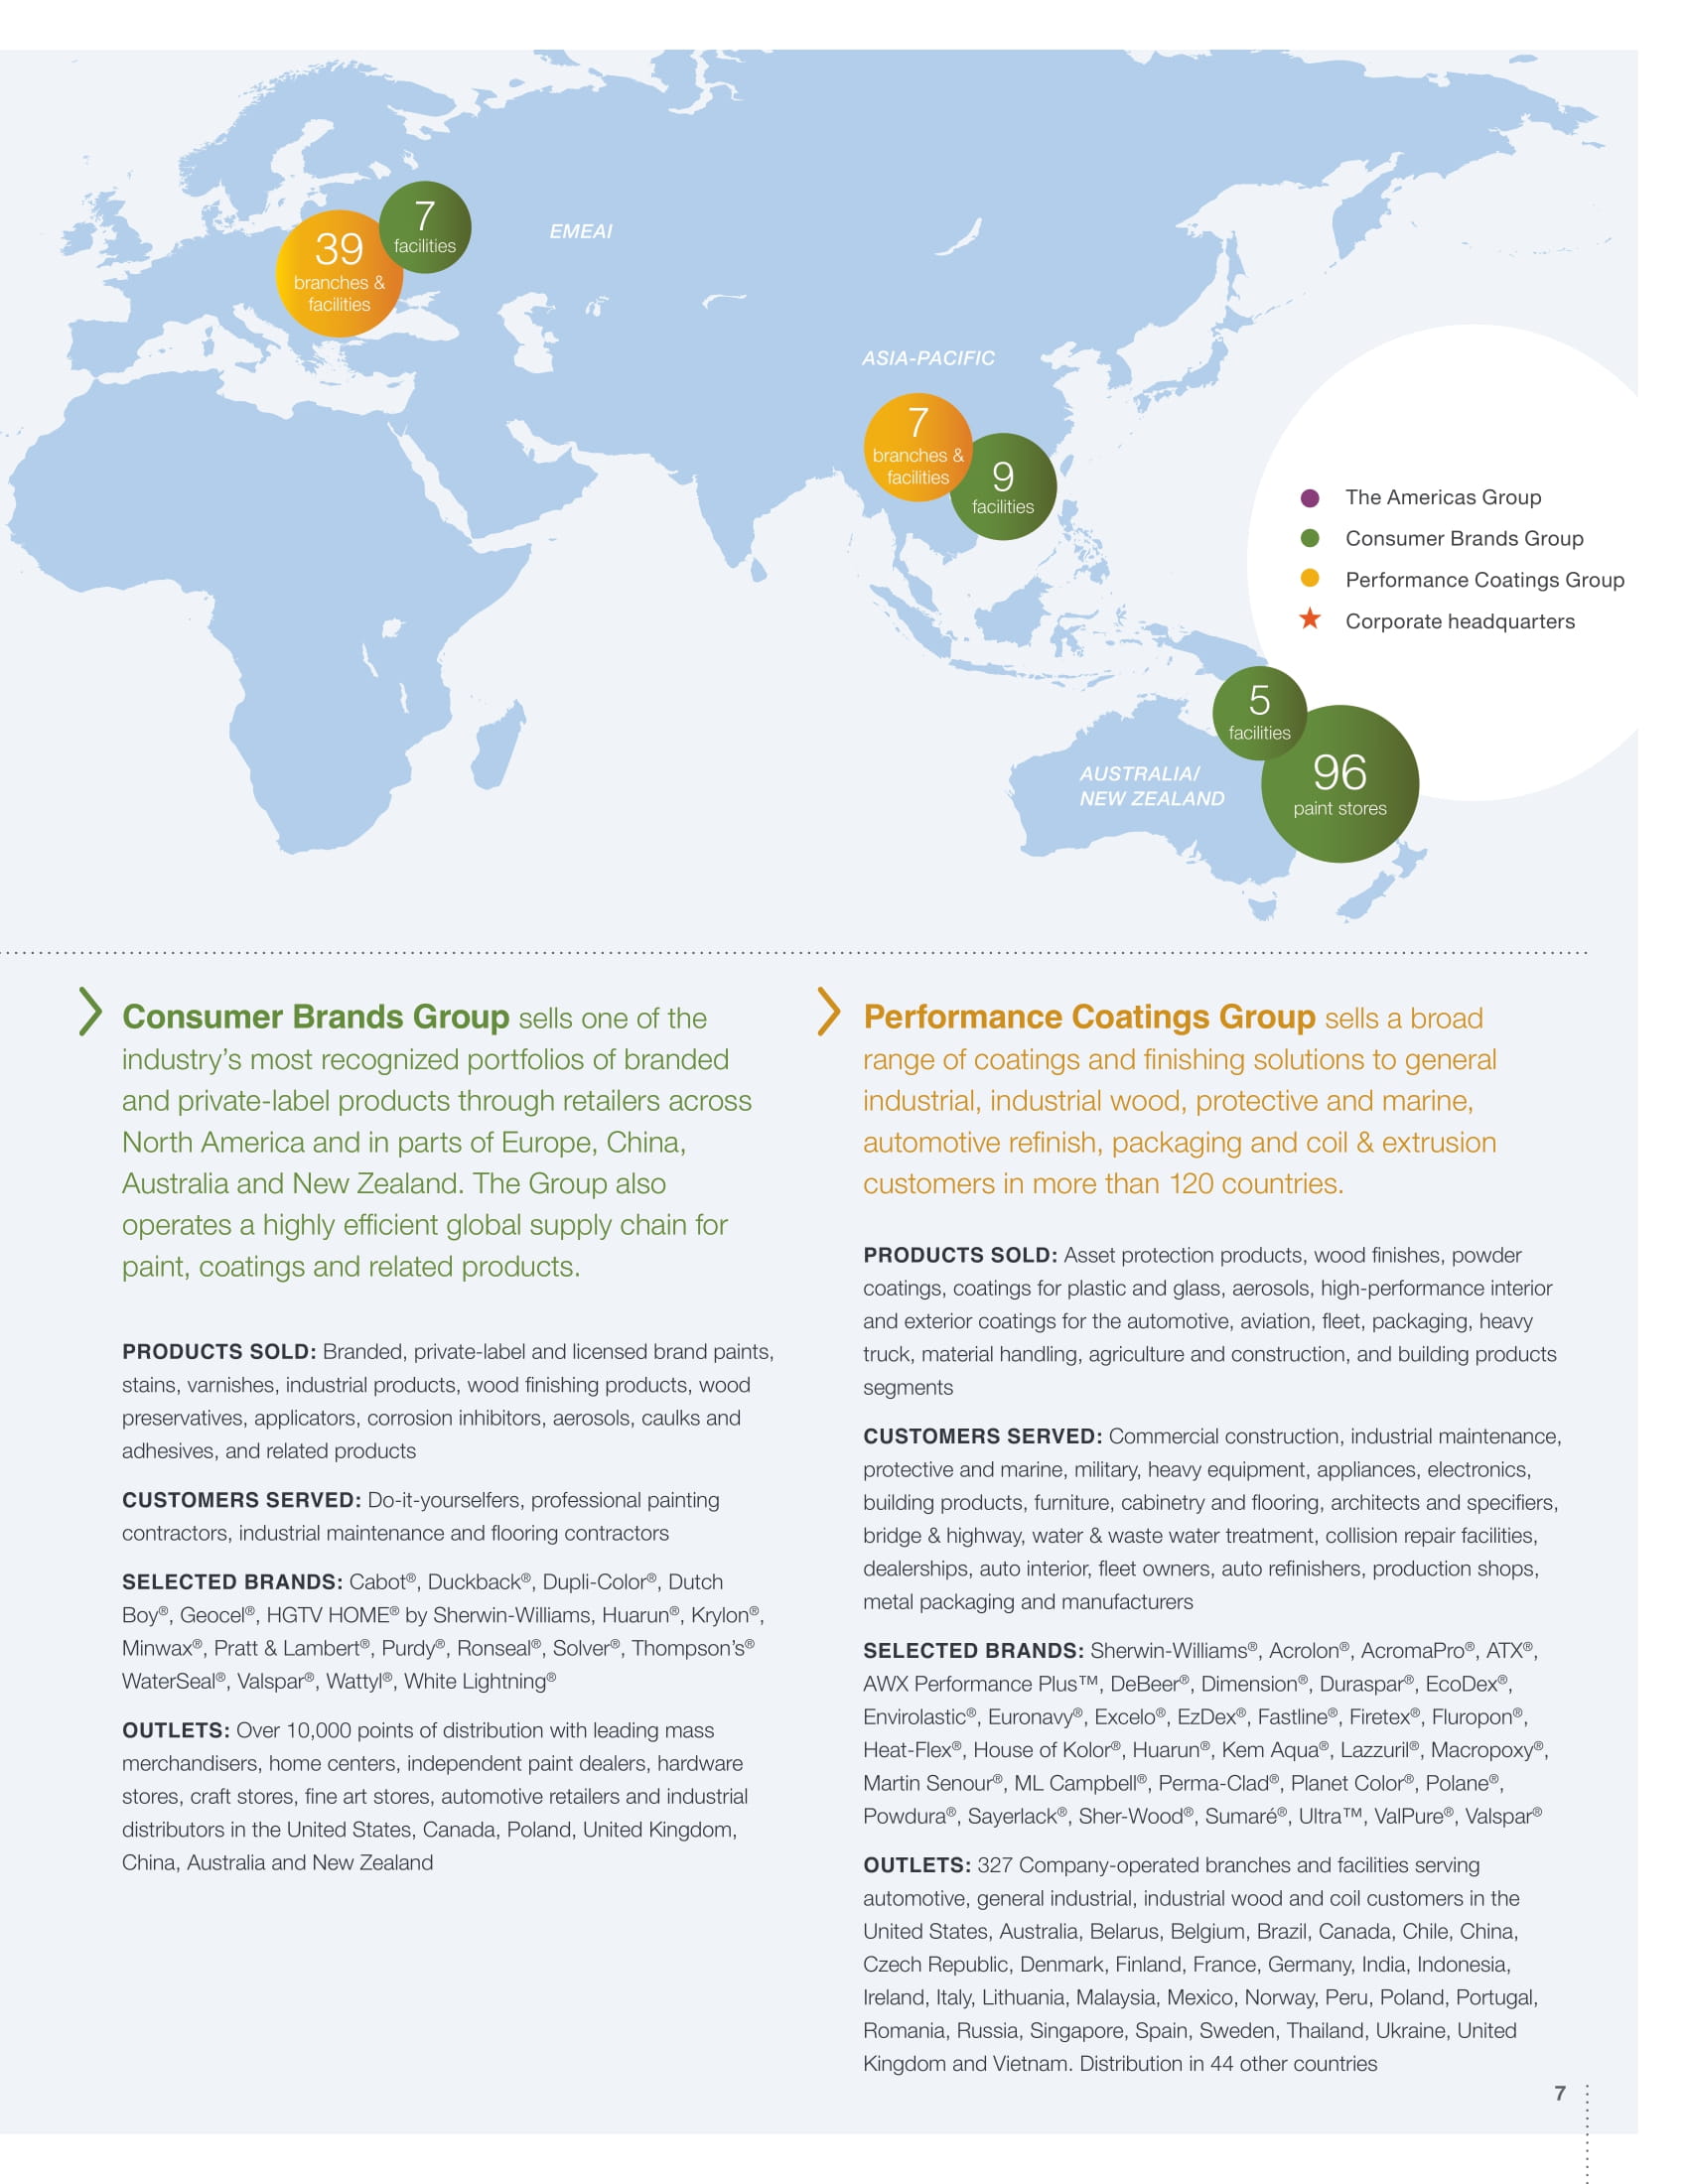 7
facilities
39
branches &
facilities
EMEAI
ASIA-PACIFIC
7
branches &
facilities
9
facilities
The Americas Group
Consumer Brands Group
Performance Coatings Group
Corporate headquarters
5
facilities
96
paint stores
AUSTRALIA/
NEW ZEALAND
Consumer Brands Group sells one of the
industry’s most recognized portfolios of branded
and private-label products through retailers across
North America and in parts of Europe, China,
Australia and New Zealand. The Group also
operates a highly efficient global supply chain for
paint, coatings and related products.
PRODUCTS SOLD: Branded, private-label and licensed brand paints,
stains, varnishes, industrial products, wood finishing products, wood
preservatives, applicators, corrosion inhibitors, aerosols, caulks and
adhesives, and related products
CUSTOMERS SERVED: Do-it-yourselfers, professional painting
contractors, industrial maintenance and flooring contractors
SELECTED BRANDS: Cabot®, Duckback®, Dupli-Color®, Dutch
Boy®, Geocel®, HGTV HOME® by Sherwin-Williams, Huarun®, Krylon®,
Minwax®, Pratt & Lambert®, Purdy®, Ronseal®, Solver®, Thompson’s®
WaterSeal®, Valspar®, Wattyl®, White Lightning®
OUTLETS: Over 10,000 points of distribution with leading mass
merchandisers, home centers, independent paint dealers, hardware
stores, craft stores, fine art stores, automotive retailers and industrial
distributors in the United States, Canada, Poland, United Kingdom,
China, Australia and New Zealand
Performance Coatings Group sells a broad
range of coatings and finishing solutions to general
industrial, industrial wood, protective and marine,
automotive refinish, packaging and coil & extrusion
customers in more than 120 countries.
PRODUCTS SOLD: Asset protection products, wood finishes, powder
coatings, coatings for plastic and glass, aerosols, high-performance interior
and exterior coatings for the automotive, aviation, fleet, packaging, heavy
truck, material handling, agriculture and construction, and building products
segments
CUSTOMERS SERVED: Commercial construction, industrial maintenance,
protective and marine, military, heavy equipment, appliances, electronics,
building products, furniture, cabinetry and flooring, architects and specifiers,
bridge & highway, water & waste water treatment, collision repair facilities,
dealerships, auto interior, fleet owners, auto refinishers, production shops,
metal packaging and manufacturers
SELECTED BRANDS: Sherwin-Williams®, Acrolon®, AcromaPro®, ATX®,
AWX Performance Plus™, DeBeer®, Dimension®, Duraspar®, EcoDex®,
Envirolastic®, Euronavy®, Excelo®, EzDex®, Fastline®, Firetex®, Fluropon®,
Heat-Flex®, House of Kolor®, Huarun®, Kem Aqua®, Lazzuril®, Macropoxy®,
Martin Senour®, ML Campbell®, Perma-Clad®, Planet Color®, Polane®,
Powdura®, Sayerlack®, Sher-Wood®, Sumaré®, Ultra™, ValPure®, Valspar®
OUTLETS: 327 Company-operated branches and facilities serving
automotive, general industrial, industrial wood and coil customers in the
United States, Australia, Belarus, Belgium, Brazil, Canada, Chile, China,
Czech Republic, Denmark, Finland, France, Germany, India, Indonesia,
Ireland, Italy, Lithuania, Malaysia, Mexico, Norway, Peru, Poland, Portugal,
Romania, Russia, Singapore, Spain, Sweden, Thailand, Ukraine, United
Kingdom and Vietnam. Distribution in 44 other countries
7